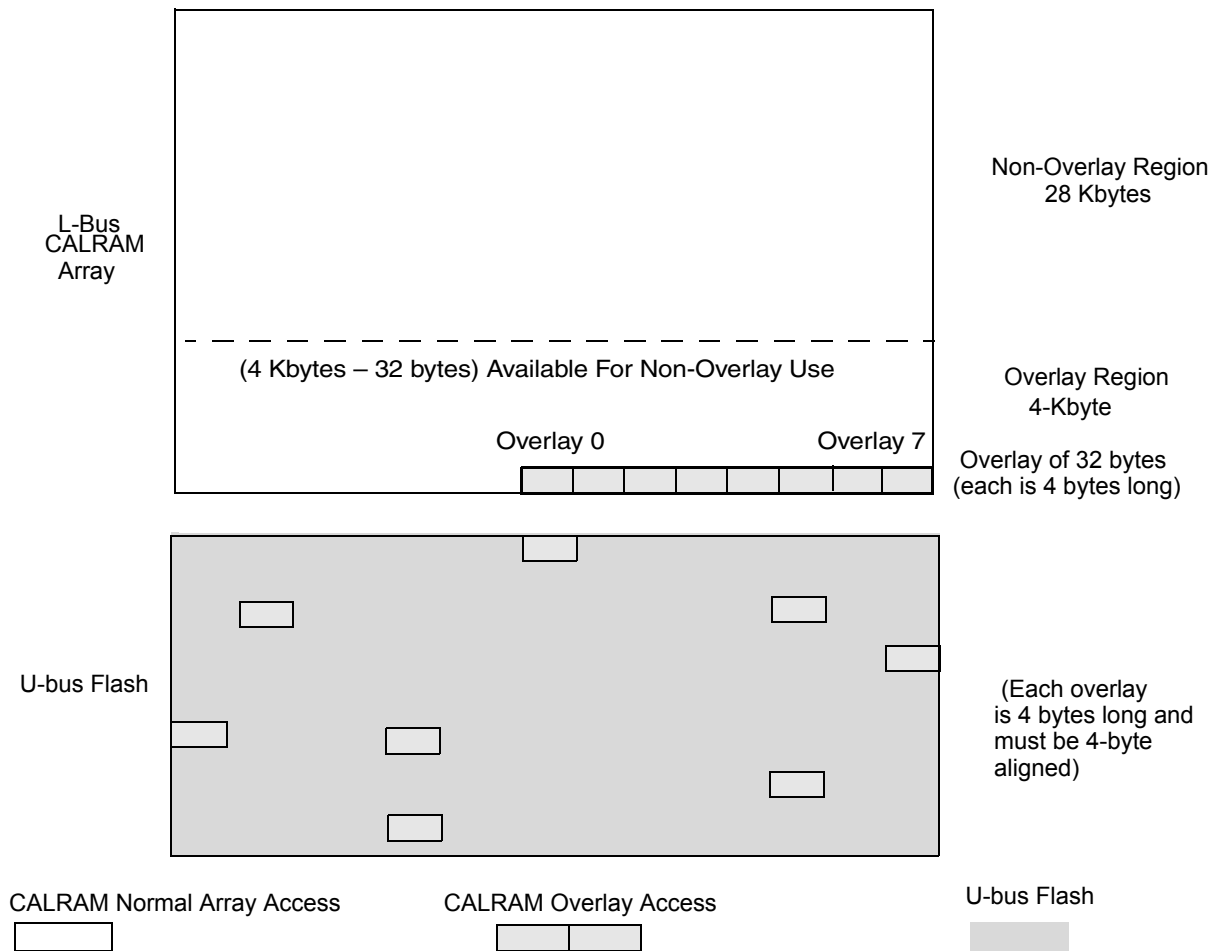 Non-Overlay Region
28 Kbytes
L-Bus
CALRAM
Array
(4 Kbytes – 32 bytes) Available For Non-Overlay Use
Overlay Region
4-Kbyte
Overlay 0
Overlay 7
Overlay of 32 bytes
(each is 4 bytes long)
U-bus Flash
(Each overlay
is 4 bytes long and
must be 4-byte
aligned)
CALRAM Normal Array Access
CALRAM Overlay Access
U-bus Flash